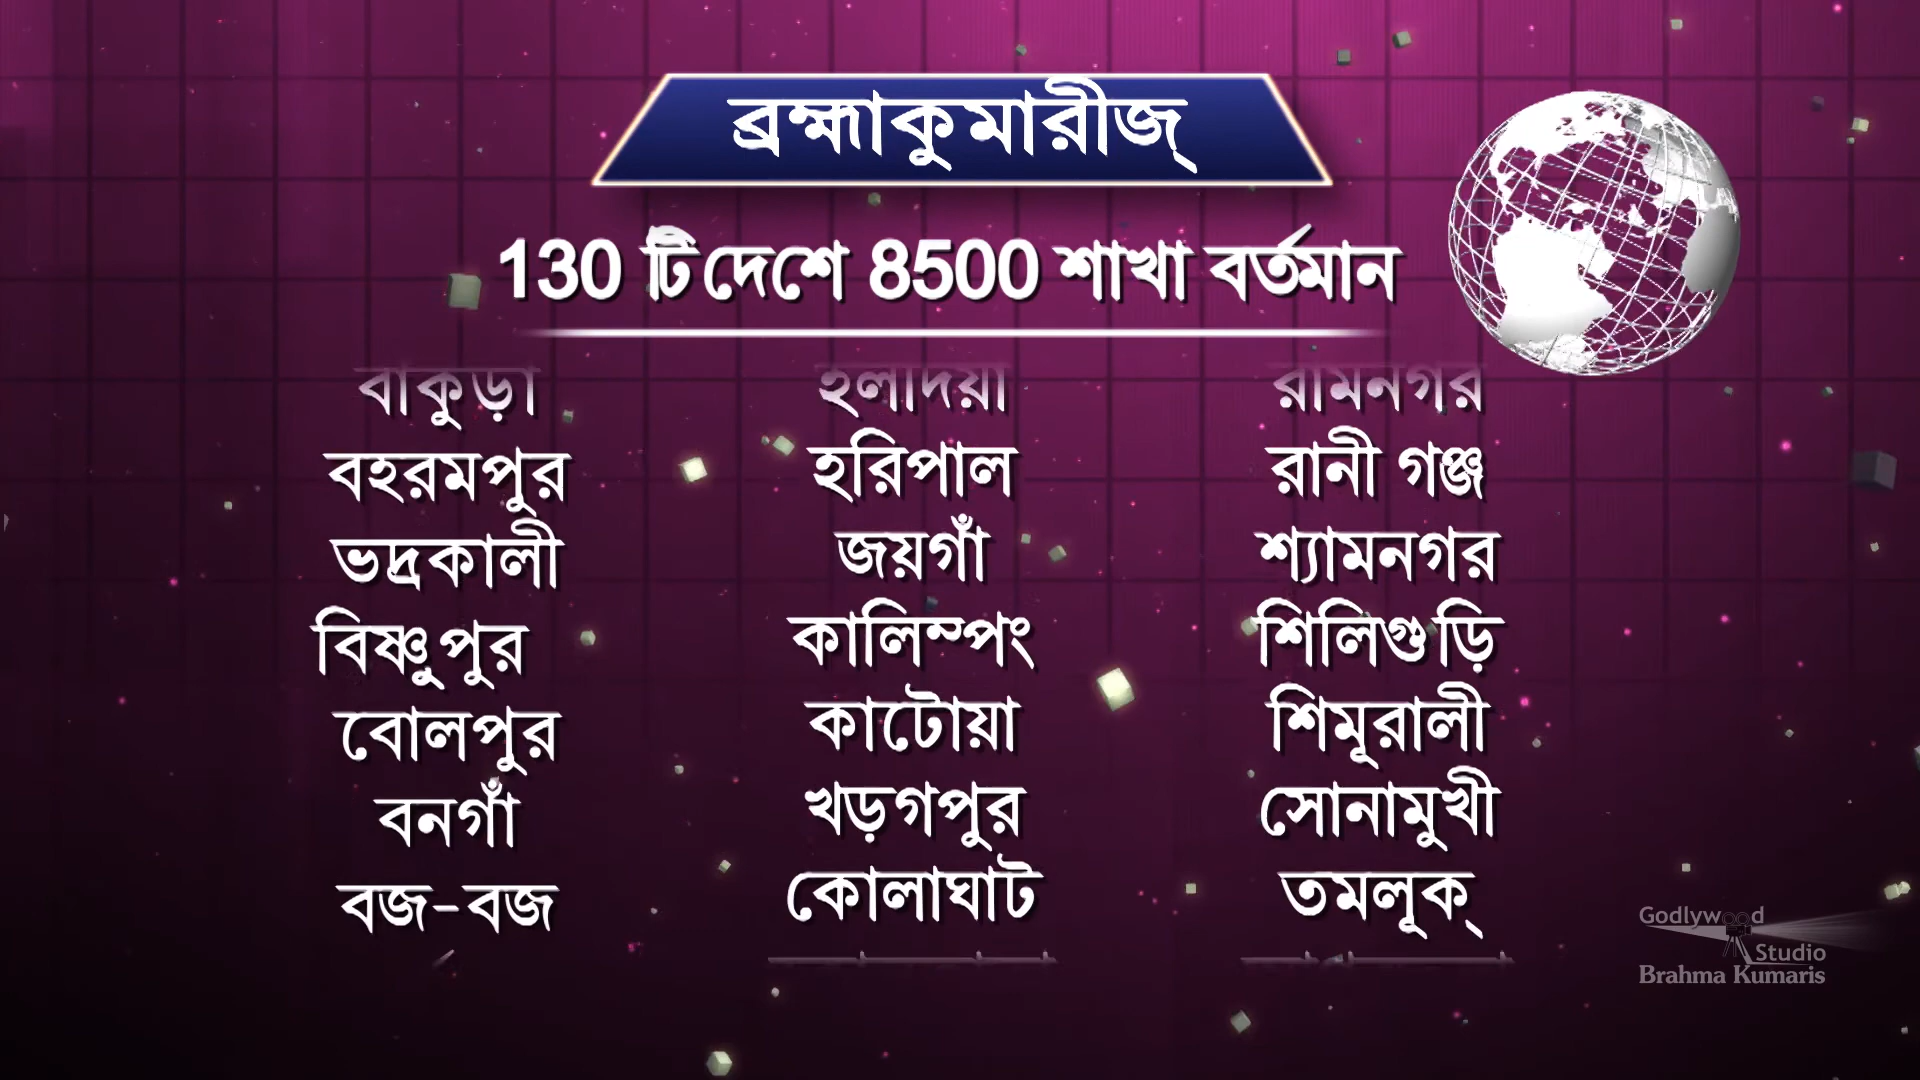 ব্রহ্মাকুমারীজ্
130 টি দেশে 8500 শাখা বর্তমান
বহরমপুর
ভদ্রকালী
বিষ্ণুপুর
বোলপুর
বনগাঁ
বজ-বজ
হরিপাল
জয়গাঁ
কালিম্পং
কাটোয়া
খড়গপুর
কোলাঘাট
রামনগর
রানী গঞ্জ
শ্যামনগর
শিলিগুড়ি
শিমূরালী
সোনামুখী
তমলূক্
Godlywood
Studio
Brahma Kumaris